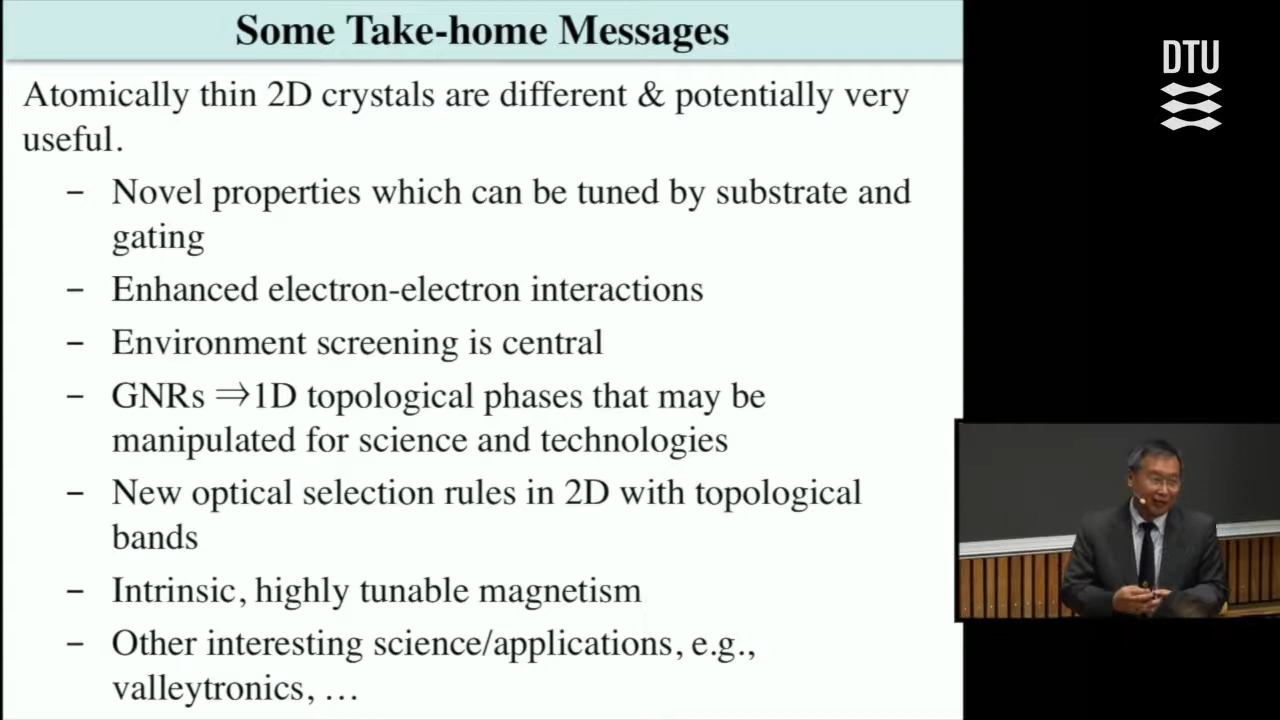 Some Take-home Messages
DTU
Atomically thin 2D crystals are different & potentially very
useful.
– Novel properties which can be tuned by substrate and
gating
– Enhanced electron-electron interactions
– Environment screening is central
– GNRs ⇒1D topological phases that may be
manipulated for science and technologies
– New optical selection rules in 2D with topological
bands
– Intrinsic, highly tunable magnetism
– Other interesting science/applications, e.g.,
valleytronics, …